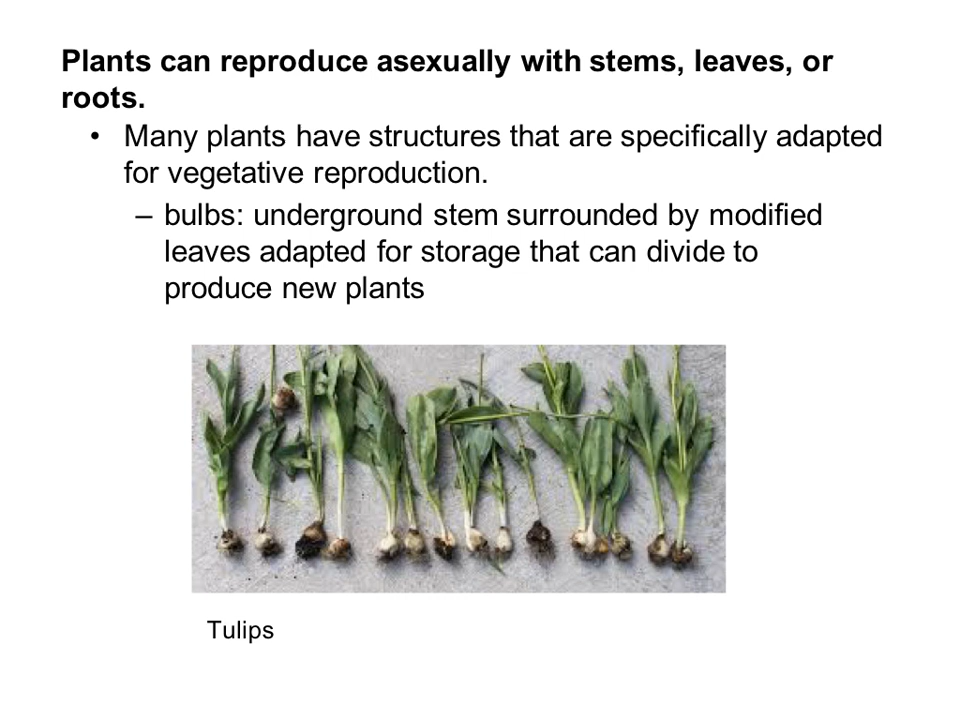 Plants can reproduce asexually with stems, leaves, or
roots.
• Many plants have structures that are specifically adapted
for vegetative reproduction.
– bulbs: underground stem surrounded by modified
leaves adapted for storage that can divide to
produce new plants
Tulips